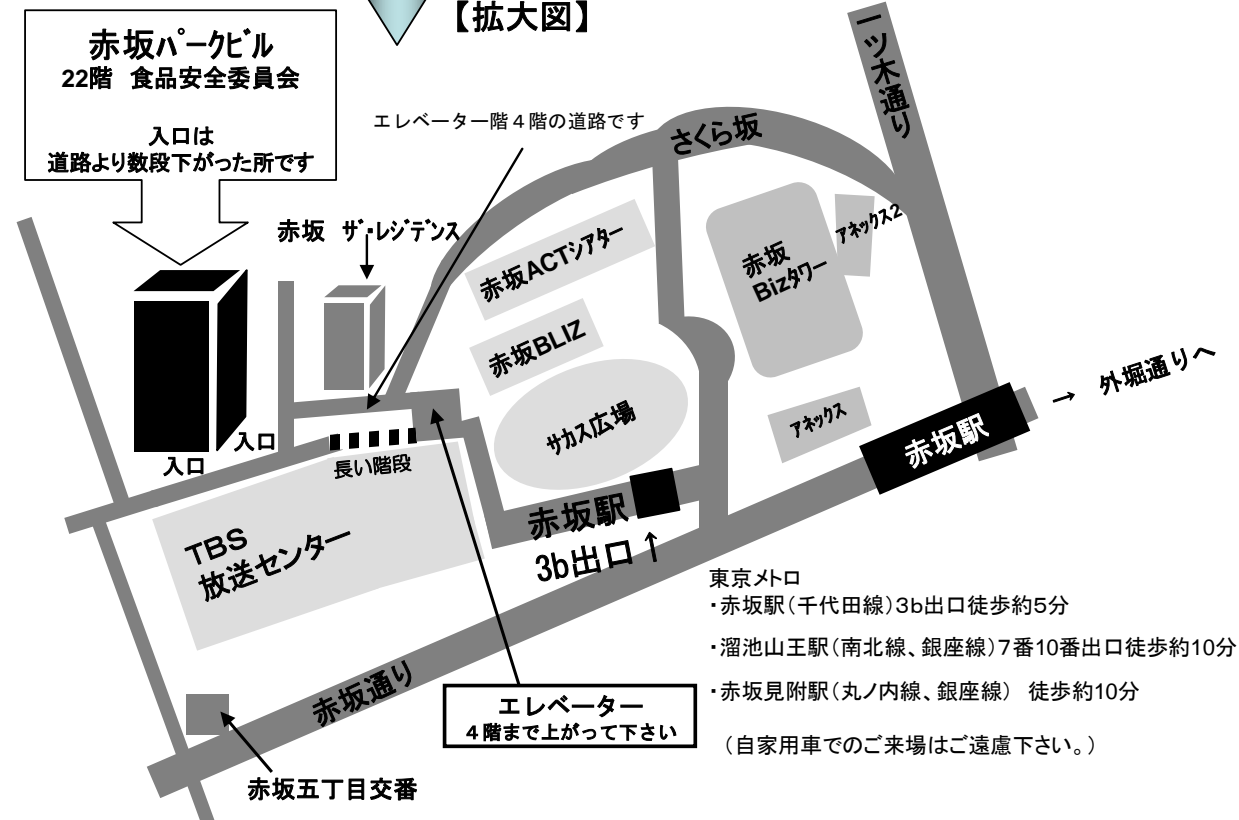 【拡大図】
赤坂パークビル
22階　食品安全委員会
入口は
道路より数段下がった所です
エレベーター階４階の道路です
さくら坂
一ツ木通り
赤坂　ザ・レジデンス
赤坂ACTシアター
赤坂BLIZ
サカス広場
赤坂
Bizタワー
アネックス2
アネックス
→　外堀通りへ
赤坂駅
入口
入口
長い階段
TBS
放送センター
赤坂駅
3b出口↑
赤坂通り
エレベーター
４階まで上がって下さい
赤坂五丁目交番
東京メトロ
・赤坂駅（千代田線）３ｂ出口徒歩約５分
・溜池山王駅（南北線、銀座線）７番10番出口徒歩約10分
・赤坂見附駅（丸ノ内線、銀座線）　徒歩約10分
（自家用車でのご来場はご遠慮下さい。）